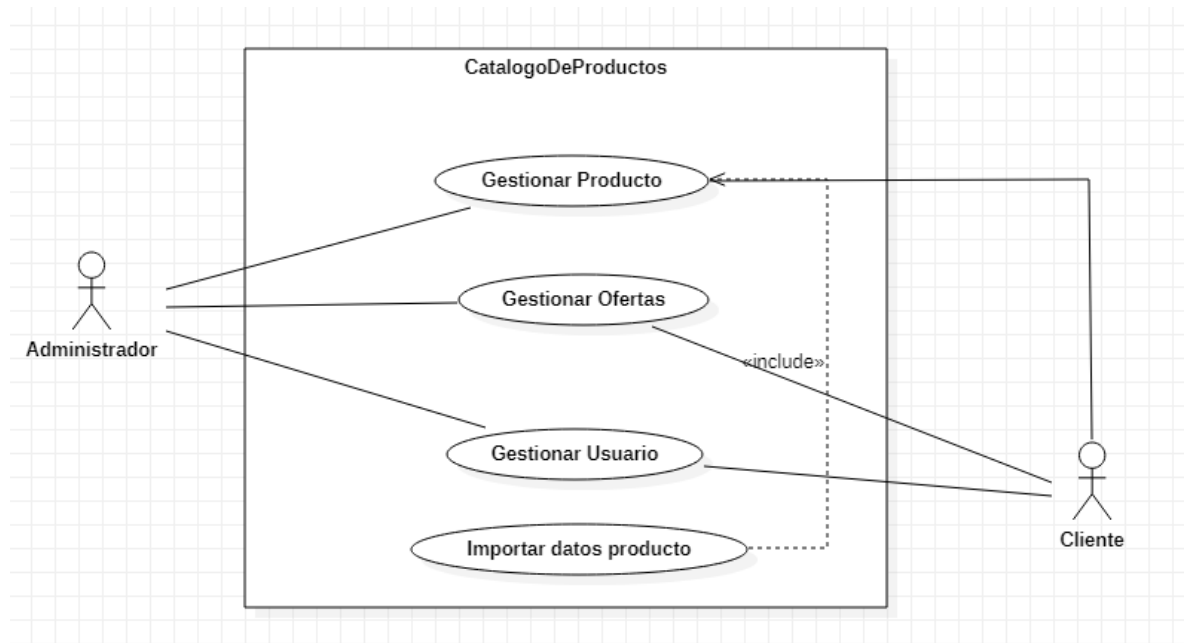 CatalogoDeProductos
Gestionar Producto
Gestionar Ofertas
Administrador
«include»
Gestionar Usuario
Importar datos producto
Cliente